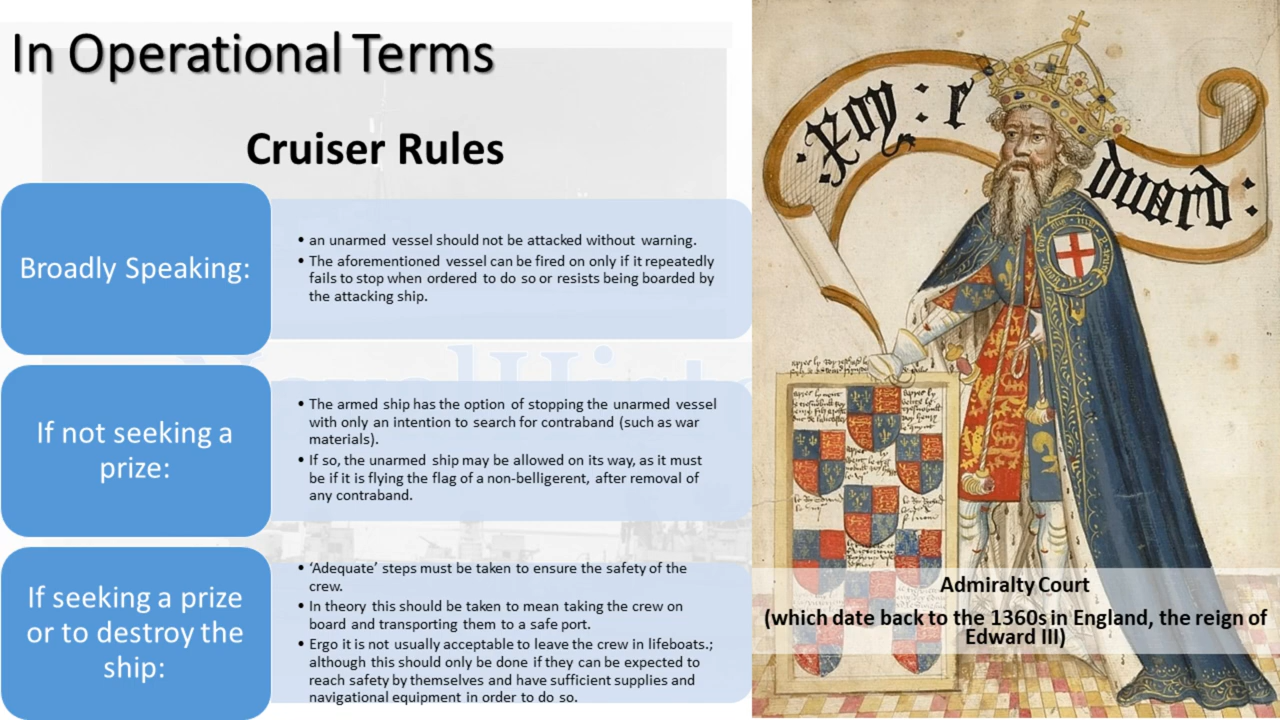 In Operational Terms
Cruiser Rules
Broadly Speaking:
• an unarmed vessel should not be attacked without warning.
• The aforementioned vessel can be fired on only if it repeatedly
fails to stop when ordered to do so or resists being boarded by
the attacking ship.
If not seeking a
prize:
• The armed ship has the option of stopping the unarmed vessel
with only an intention to search for contraband (such as war
materials).
• If so, the unarmed ship may be allowed on its way, as it must
be if it is flying the flag of a non-belligerent, after removal of
any contraband.
If seeking a prize
or to destroy the
ship:
• ‘Adequate’ steps must be taken to ensure the safety of the
crew.
• In theory this should be taken to mean taking the crew on
board and transporting them to a safe port.
• Ergo it is not usually acceptable to leave the crew in lifeboats.;
although this should only be done if they can be expected to
reach safety by themselves and have sufficient supplies and
navigational equipment in order to do so.
:Roy : e
duard:
Admiralty Court
(which date back to the 1360s in England, the reign of
Edward III)